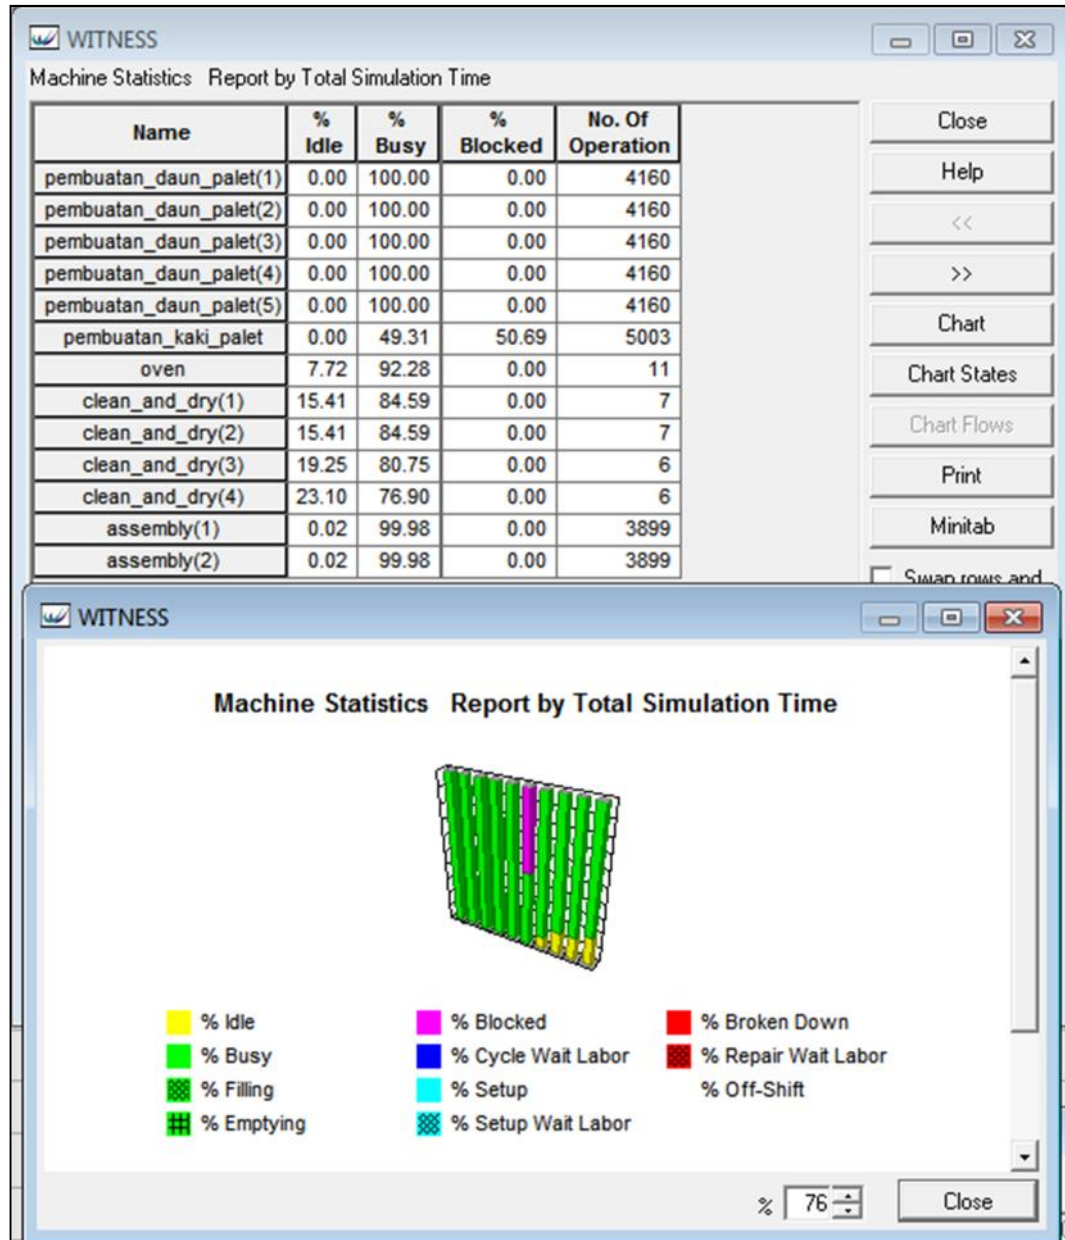 WITNESS
Machine Statistics Report by Total Simulation Time
Name % Idle % Busy % Blocked No. Of Operation
pembuatan_daun_palet(1) 0.00 100.00 0.00 4160
pembuatan_daun_palet(2) 0.00 100.00 0.00 4160
pembuatan_daun_palet(3) 0.00 100.00 0.00 4160
pembuatan_daun_palet(4) 0.00 100.00 0.00 4160
pembuatan_daun_palet(5) 0.00 100.00 0.00 4160
pembuatan_kaki_palet 0.00 49.31 50.69 5003
oven 7.72 92.28 0.00 11
clean_and_dry(1) 15.41 84.59 0.00 7
clean_and_dry(2) 15.41 84.59 0.00 7
clean_and_dry(3) 19.25 80.75 0.00 6
clean_and_dry(4) 23.10 76.90 0.00 6
assembly(1) 0.02 99.98 0.00 3899
assembly(2) 0.02 99.98 0.00 3899
Close
Help
<<
>>
Chart
Chart States
Chart Flows
Print
Minitab
Swap rows and
WITNESS
Machine Statistics Report by Total Simulation Time
% Idle % Blocked % Broken Down
% Busy % Cycle Wait Labor % Repair Wait Labor
% Filling % Setup % Off-Shift
% Emptying % Setup Wait Labor
% 76 Close